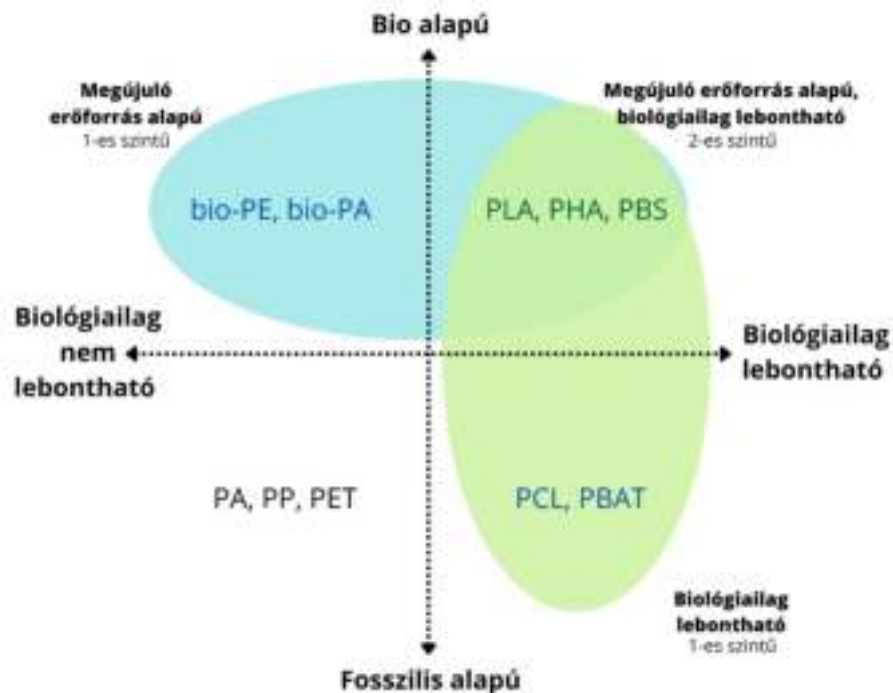 Bio alapú
Megújuló
erőforrás alapú
1-es szintű
Megújuló erőforrás alapú,
biológiailag lebontható
2-es szintű
bio-PE, bio-PA
PLA, PHA, PBS
Biológiailag
nem
lebontható
Biológiailag
lebontható
PA, PP, PET
PCL, PBAT
Biológiailag
lebontható
1-es szintű
Fosszilis alapú